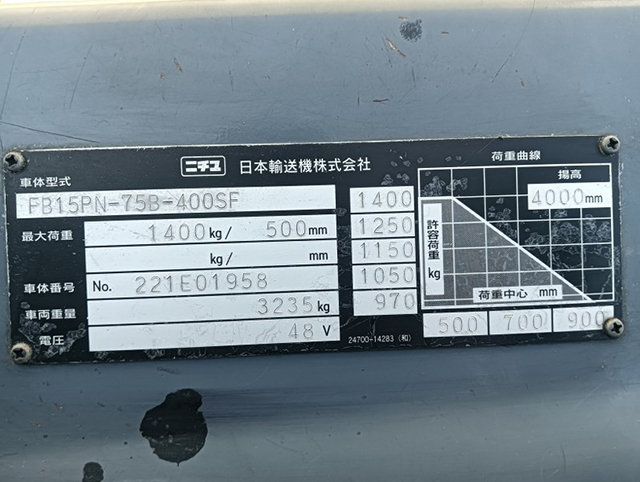 ニチユ 日本輸送機株式会社
車体型式
FB15PN-75B-400SF
最大荷重 1400kg/ 500mm
kg/ mm
車体番号 No. 221E01958
車両重量 3235kg
電圧 48 V
1400
1250
1150
1050
970
24700-14283 (和)
荷重曲線
揚高
4000mm
許容荷重 kg
荷重中心 mm
500 700 900